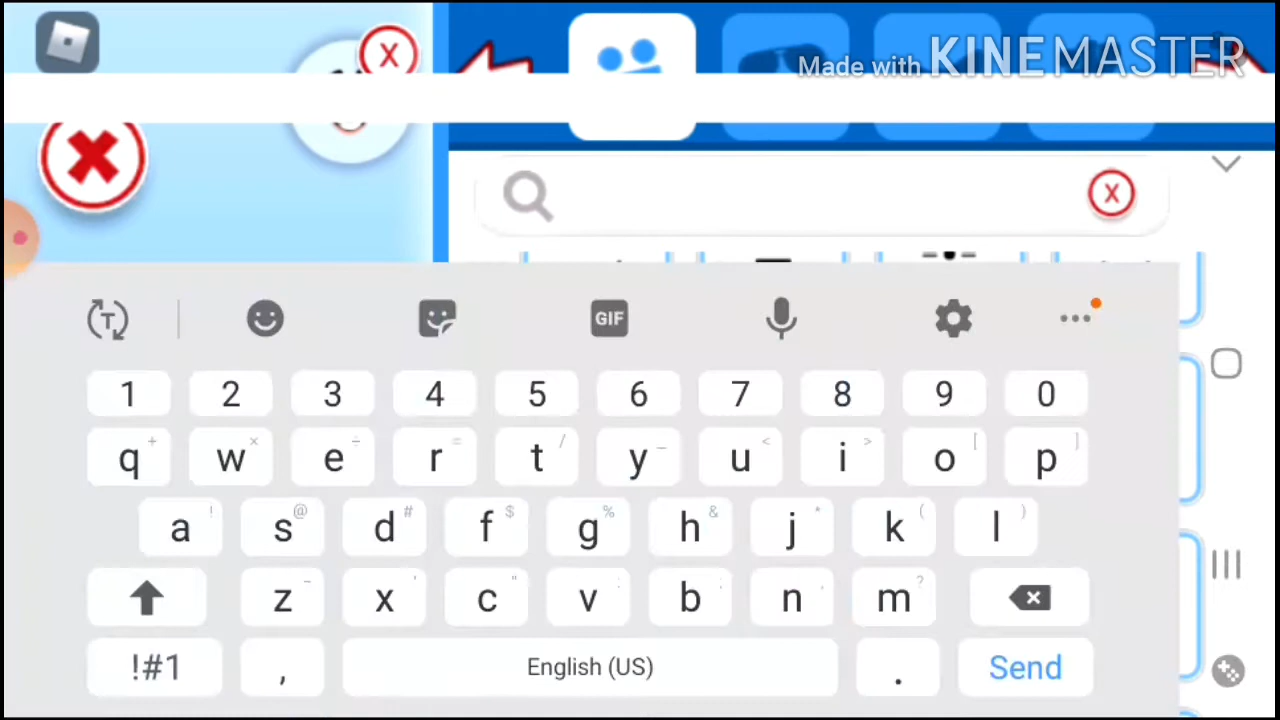 Made with KINEMASTER
X
X
T
GIF
1 2 3 4 5 6 7 8 9 0
q + w × e ÷ r = t / y _ u < i > o [ p ]
a ! s @ d # f $ g % h & j * k ( l )
z - x ' c " v : b ; n , m ?
!#1 , English (US) . Send